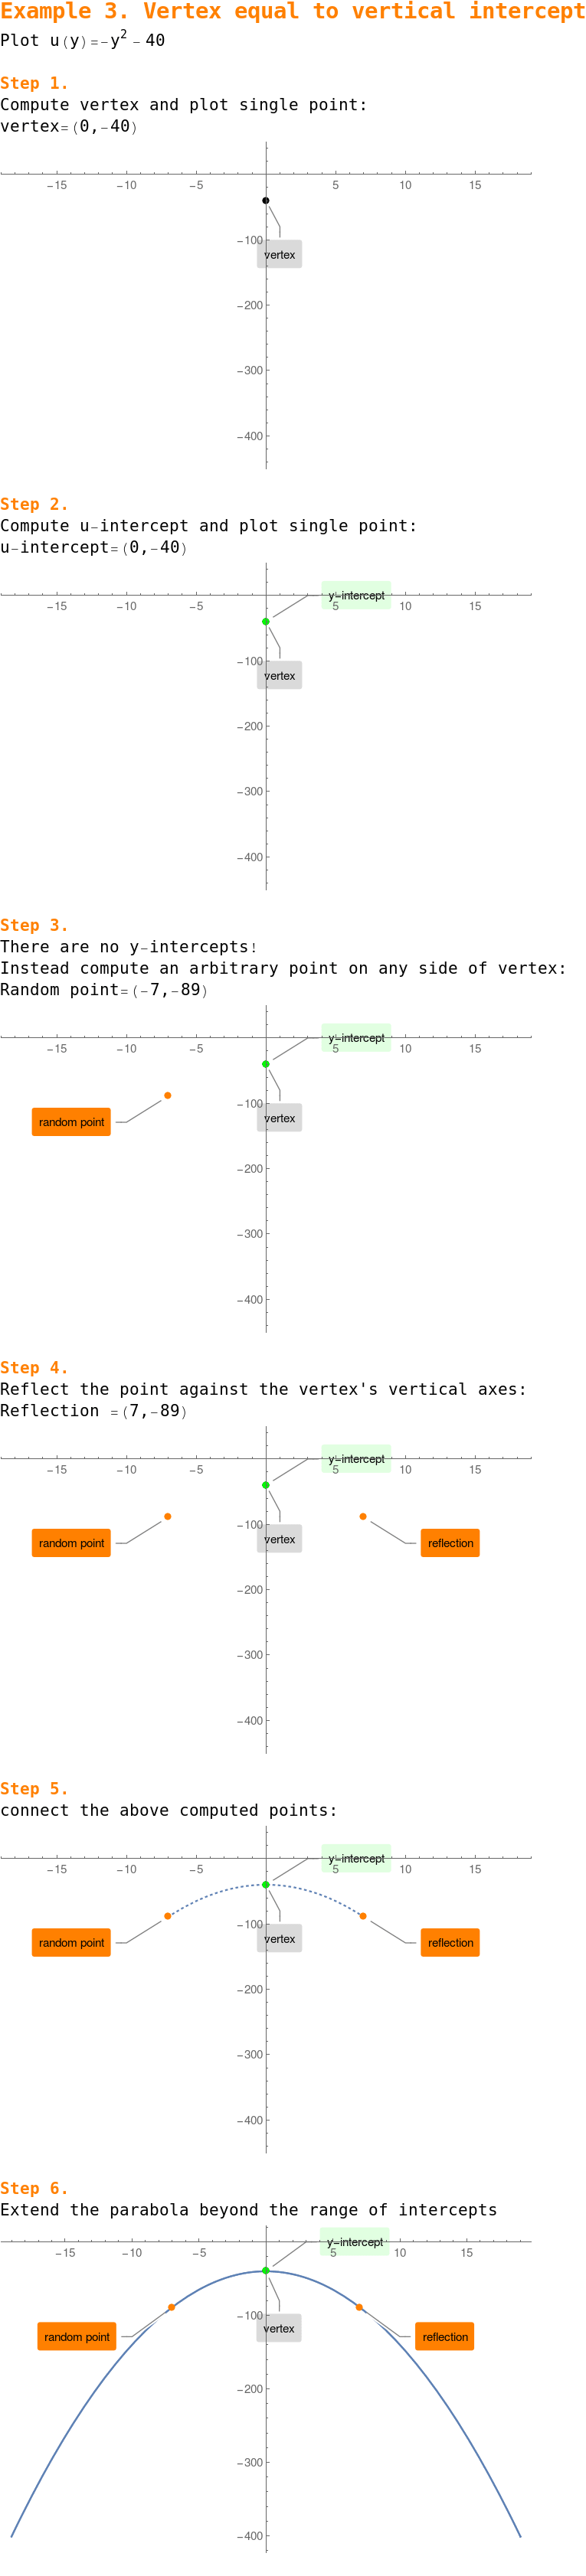 Example 3. Vertex equal to vertical intercept
Plot u(y)=-y² - 40
Step 1.
Compute vertex and plot single point:
vertex=(0,-40)
-15 -10 -5 5 10 15
-100
vertex
-200
-300
-400
Step 2.
Compute u-intercept and plot single point:
u-intercept=(0,-40)
y-intercept
-15 -10 -5 5 10 15
-100
vertex
-200
-300
-400
Step 3.
There are no y-intercepts!
Instead compute an arbitrary point on any side of vertex:
Random point=(-7,-89)
y-intercept
-15 -10 -5 5 10 15
-100
random point vertex
-200
-300
-400
Step 4.
Reflect the point against the vertex's vertical axes:
Reflection =(7,-89)
y-intercept
-15 -10 -5 5 10 15
-100
random point vertex reflection
-200
-300
-400
Step 5.
connect the above computed points:
y-intercept
-15 -10 -5 5 10 15
-100
random point vertex reflection
-200
-300
-400
Step 6.
Extend the parabola beyond the range of intercepts
y-intercept
-15 -10 -5 5 10 15
-100
random point vertex reflection
-200
-300
-400